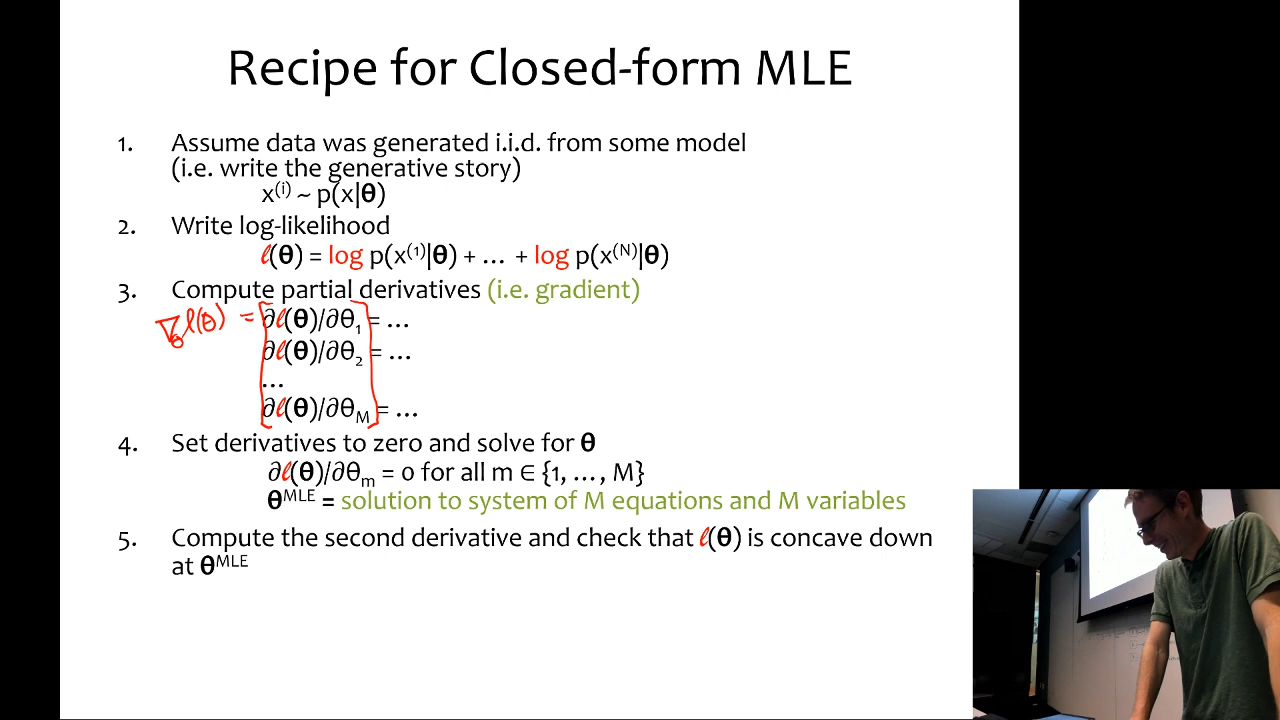 Recipe for Closed-form MLE
1. Assume data was generated i.i.d. from some model
(i.e. write the generative story)
x⁽ⁱ⁾ ~ p(x|θ)
2. Write log-likelihood
ℓ(θ) = log p(x⁽¹⁾|θ) + … + log p(x⁽ᴺ⁾|θ)
3. Compute partial derivatives (i.e. gradient)
∇θ ℓ(θ) = ∂ℓ(θ)/∂θ₁ = …
∂ℓ(θ)/∂θ₂ = …
…
∂ℓ(θ)/∂θM = …
4. Set derivatives to zero and solve for θ
∂ℓ(θ)/∂θm = 0 for all m ∈ {1, …, M}
θMLE = solution to system of M equations and M variables
5. Compute the second derivative and check that ℓ(θ) is concave down
at θMLE